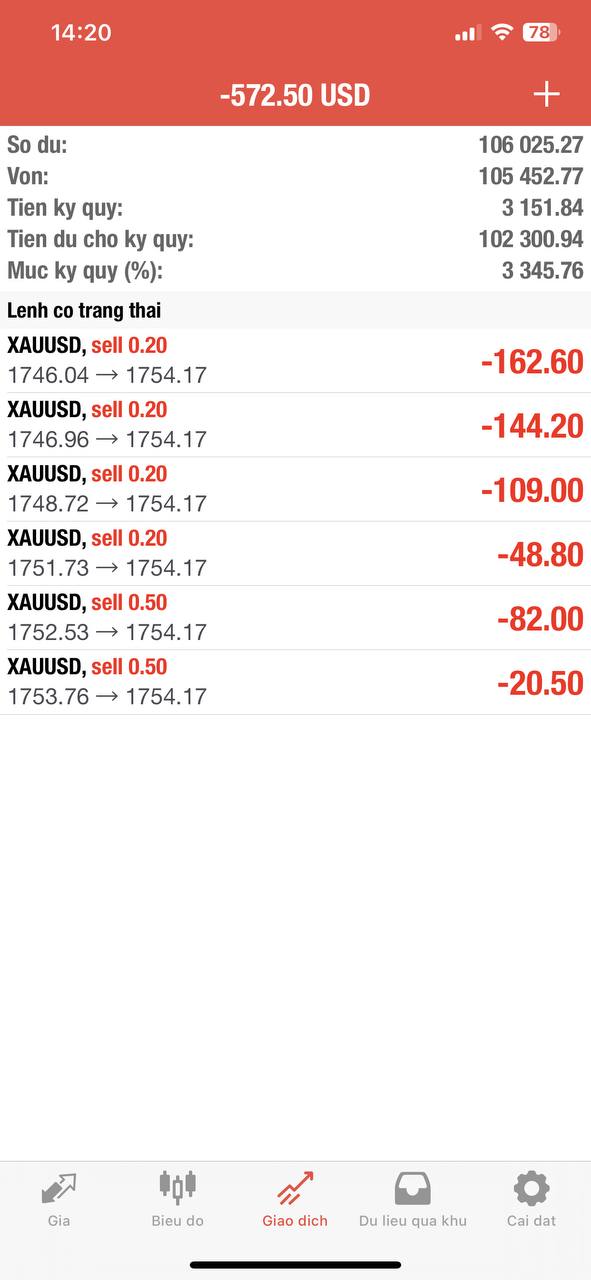 14:20
78
-572.50 USD
So du: 106 025.27
Von: 105 452.77
Tien ky quy: 3 151.84
Tien du cho ky quy: 102 300.94
Muc ky quy (%): 3 345.76
Lenh co trang thai
XAUUSD, sell 0.20
1746.04 → 1754.17
-162.60
XAUUSD, sell 0.20
1746.96 → 1754.17
-144.20
XAUUSD, sell 0.20
1748.72 → 1754.17
-109.00
XAUUSD, sell 0.20
1751.73 → 1754.17
-48.80
XAUUSD, sell 0.50
1752.53 → 1754.17
-82.00
XAUUSD, sell 0.50
1753.76 → 1754.17
-20.50
Gia Bieu do Giao dich Du lieu qua khu Cai dat